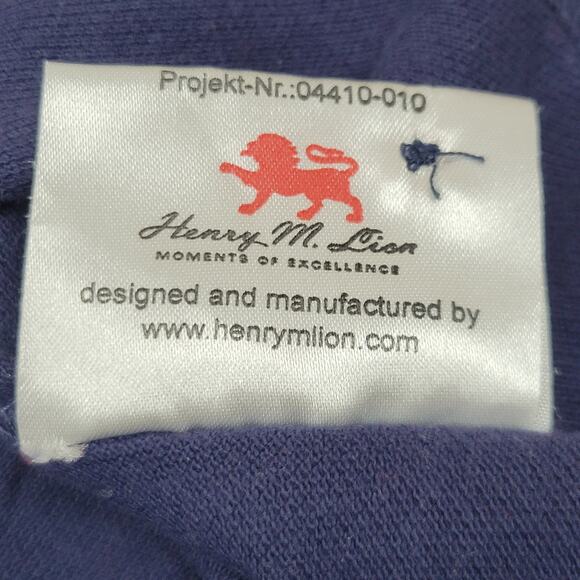 Projekt-Nr.:04410-010
Henry M. Lion
MOMENTS OF EXCELLENCE
designed and manufactured by
www.henrymlion.com